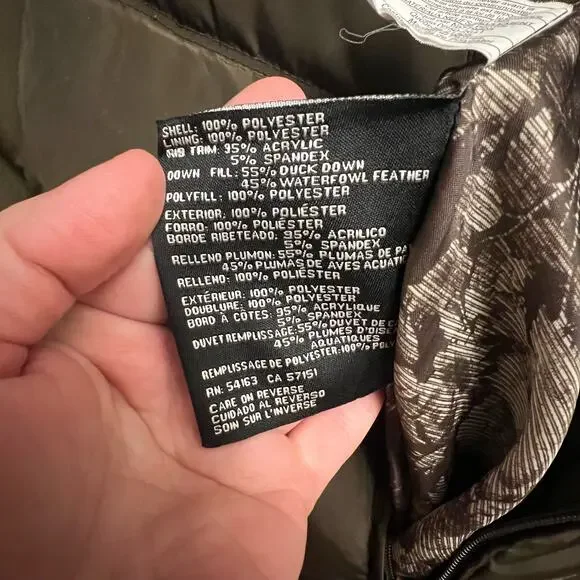 SHELL: 100% POLYESTER
LINING: 100% POLYESTER
RIB TRIM: 95% ACRYLIC
5% SPANDEX
DOWN FILL: 55% DUCK DOWN
45% WATERFOWL FEATHER
POLYFILL: 100% POLYESTER
EXTERIOR: 100% POLIÉSTER
FORRO: 100% POLIÉSTER
BORDE RIBETEADO: 95% ACRILICO
5% SPANDEX
RELLENO PLUMON: 55% PLUMAS DE
45% PLUMAS DE AVES
RELLENO: 100% POLIÉSTER
EXTÉRIEUR: 100% POLYESTER
DOUBLURE: 100% POLYESTER
BORD À CÔTES: 95% ACRYLIQUE
5% SPANDEX
DUVET REMPLISSAGE: 55% DUVET DE
45% PLUMES
AQUATIQUES
REMPLISSAGE DE POLYESTER: 100%
RN: 54163 CA 57151
CARE ON REVERSE
CUIDADO AL REVERSO
SOIN SUR L'INVERSE